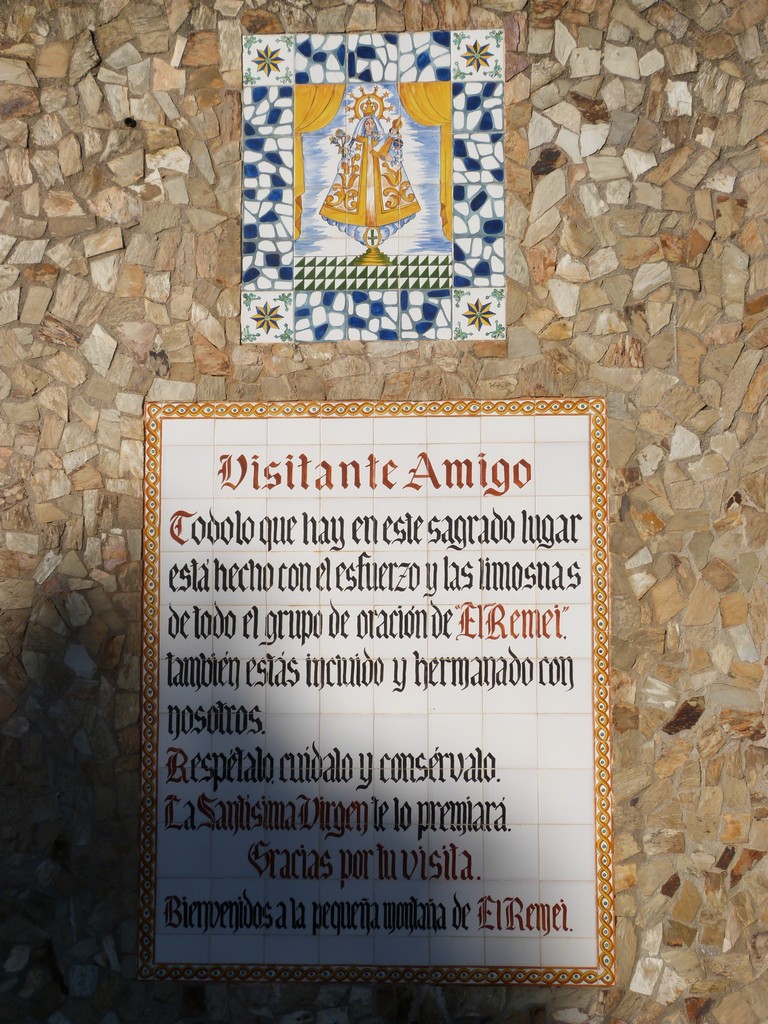 Visitante Amigo
Todo lo que hay en este sagrado lugar
está hecho con el esfuerzo y las limosnas
de todo el grupo de oración de "El Remei".
también estás incluido y hermanado con
nosotros.
Respétalo, cuídalo y consérvalo.
La Santísima Virgen te lo premiará.
Gracias por tu visita.
Bienvenidos a la pequeña montaña de El Remei.